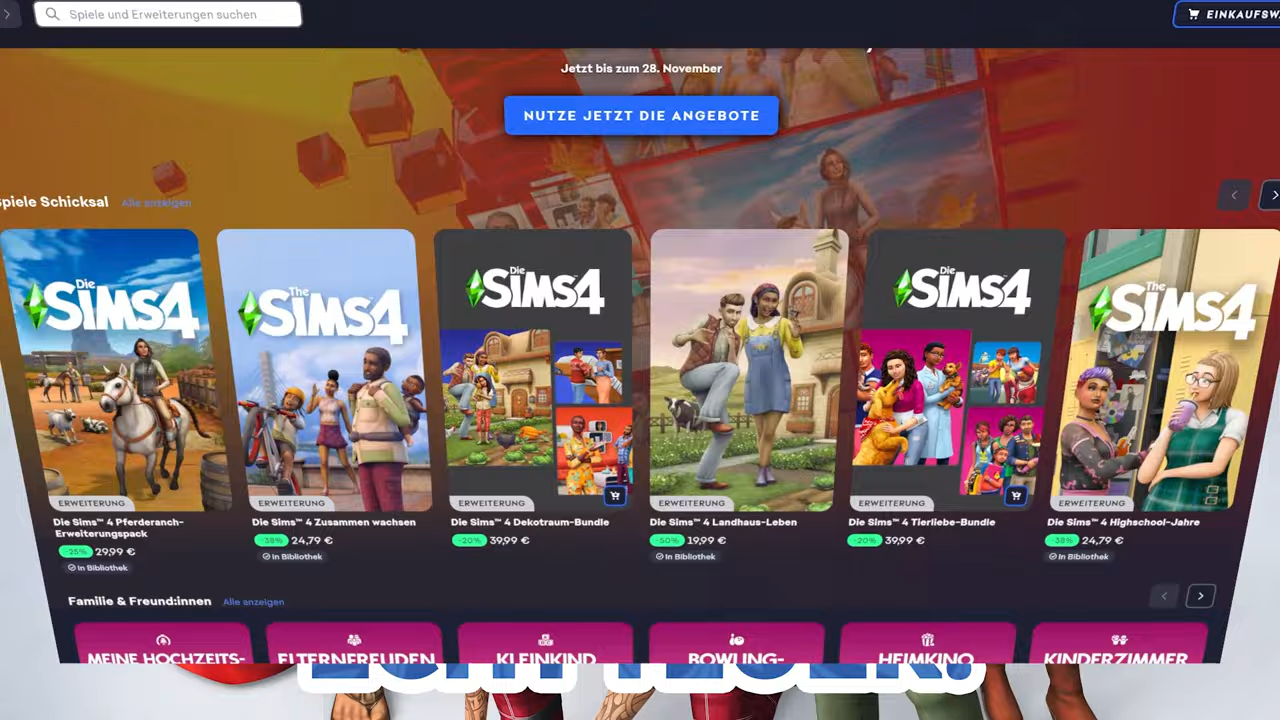 Spiele und Erweiterungen suchen
EINKAUFSW
Jetzt bis zum 28. November
NUTZE JETZT DIE ANGEBOTE
piele Schicksal Alle anzeigen
Die SiMS4
The SiMS4
Die SiMS4
Die SiMS4
The SiMS4
ERWEITERUNG
ERWEITERUNG
ERWEITERUNG
ERWEITERUNG
ERWEITERUNG
ERWEITERUNG
Die Sims™ 4 Pferderanch-
Erweiterungspack
-25% 29,99 €
In Bibliothek
Die Sims™ 4 Zusammen wachsen
-38% 24,79 €
In Bibliothek
Die Sims™ 4 Dekotraum-Bundle
-20% 39,99 €
Die Sims™ 4 Landhaus-Leben
-50% 19,99 €
In Bibliothek
Die Sims™ 4 Tierliebe-Bundle
-20% 39,99 €
Die Sims™ 4 Highschool-Jahre
-38% 24,79 €
In Bibliothek
Familie & Freund:innen Alle anzeigen
MEINE HOCHZEITS-
ELTERNFREUDEN
KLEINKIND
BOWLING-
HEIMKINO
KINDERZIMMER